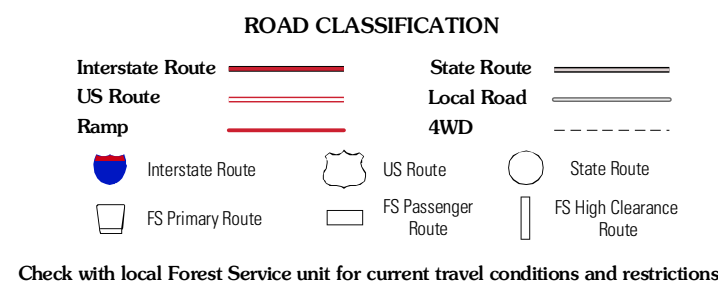 ROAD CLASSIFICATION
Interstate Route
State Route
US Route
Local Road
Ramp
4WD
Interstate Route
US Route
State Route
FS Primary Route
FS Passenger
Route
FS High Clearance
Route
Check with local Forest Service unit for current travel conditions and restrictions